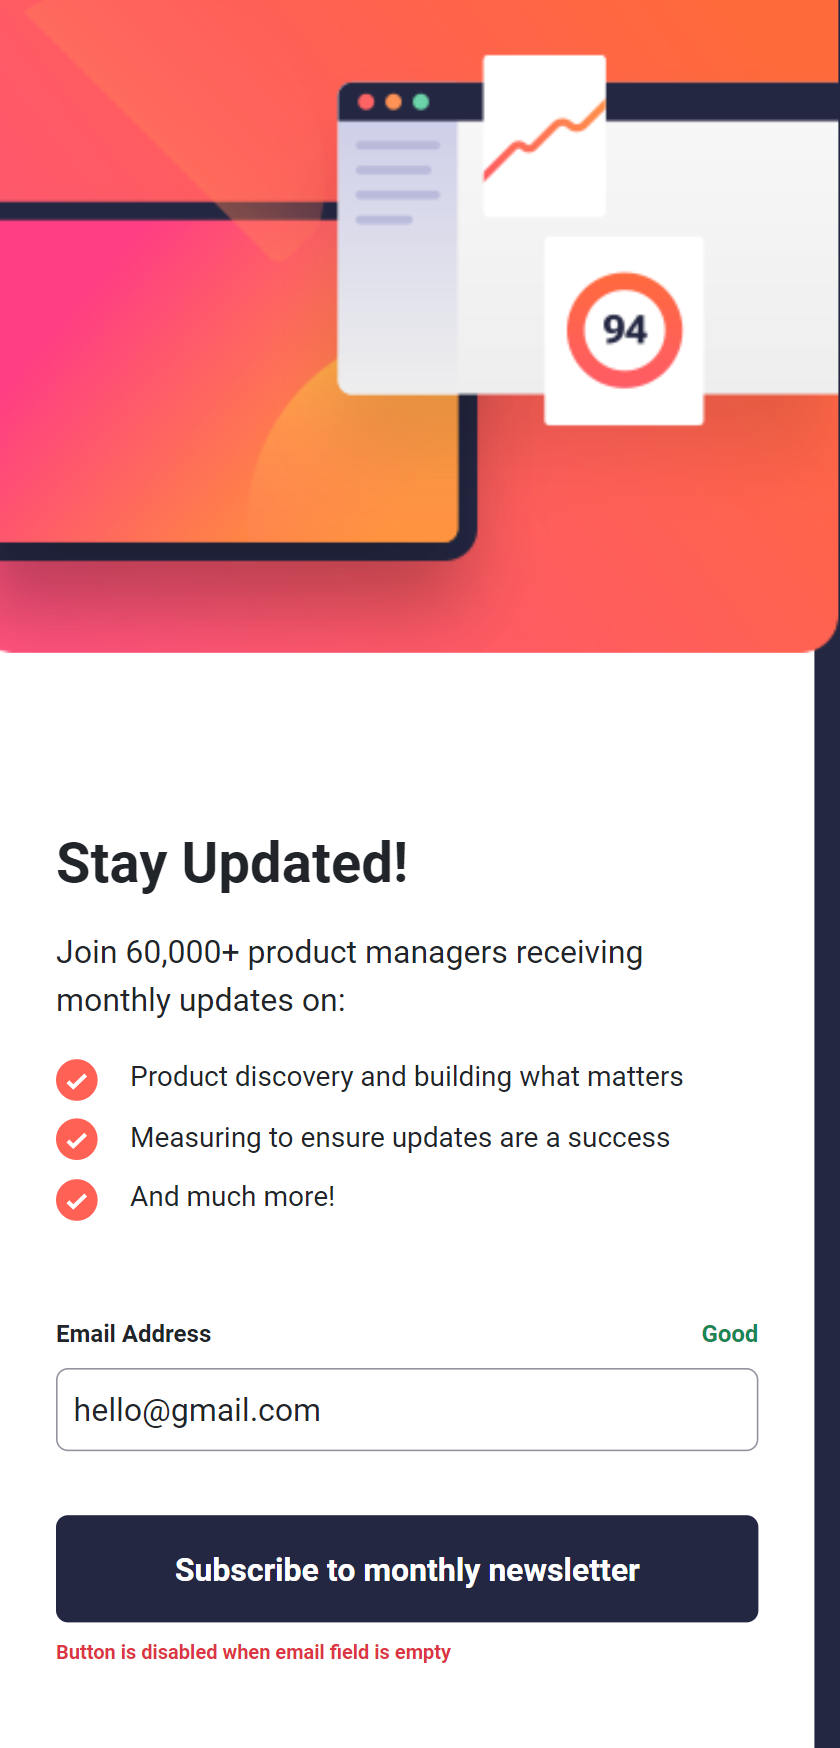 94
Stay Updated!
Join 60,000+ product managers receiving
monthly updates on:
Product discovery and building what matters
Measuring to ensure updates are a success
And much more!
Email Address Good
hello@gmail.com
Subscribe to monthly newsletter
Button is disabled when email field is empty